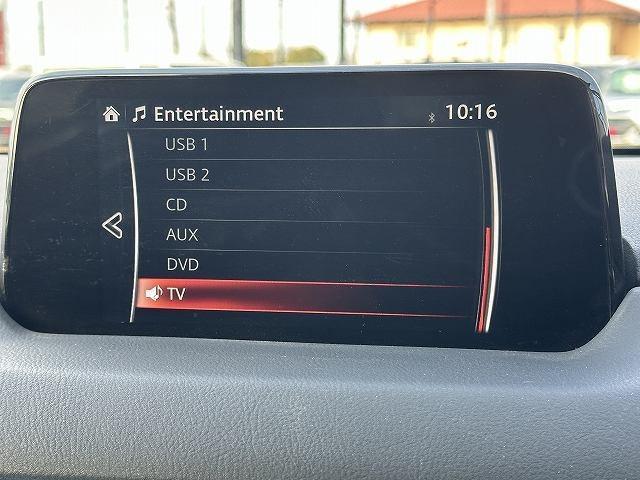 Entertainment 10:16
USB 1
USB 2
CD
AUX
DVD
TV